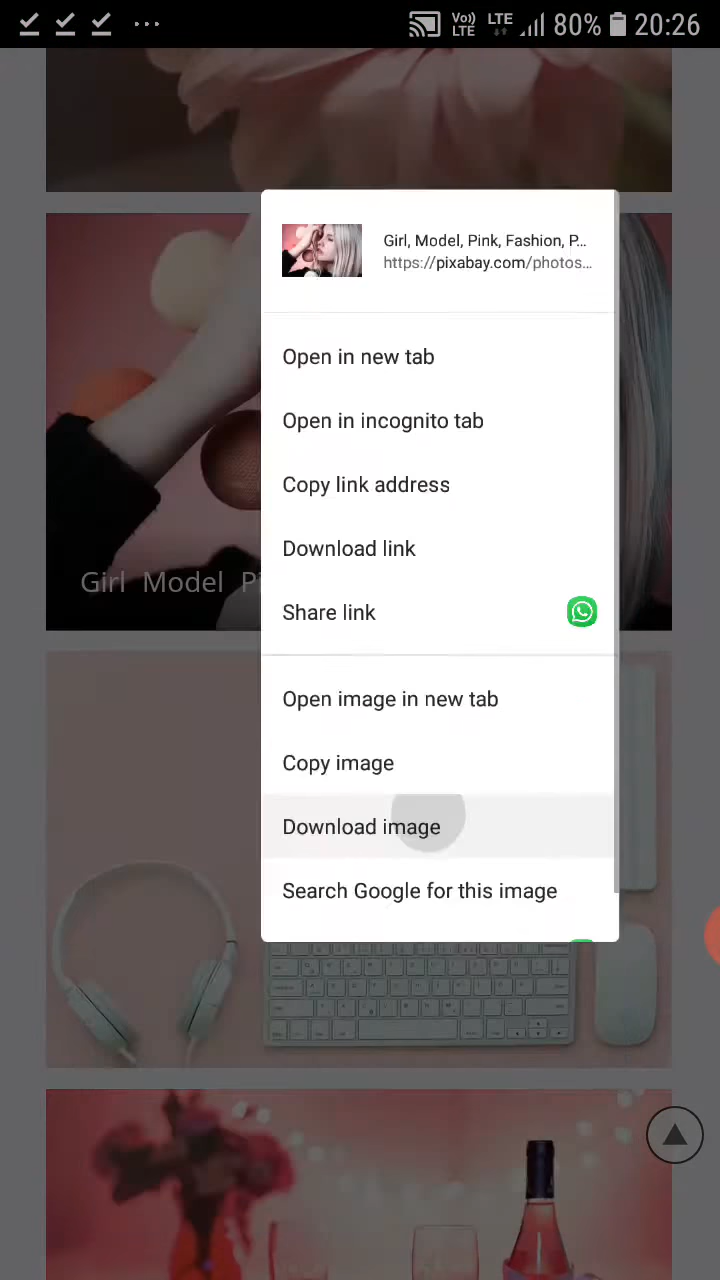 Vo)) LTE LTE 80% 20:26
Girl, Model, Pink, Fashion, P...
https://pixabay.com/photos...
Open in new tab
Open in incognito tab
Copy link address
Download link
Share link
Girl Model Pi
Open image in new tab
Copy image
Download image
Search Google for this image